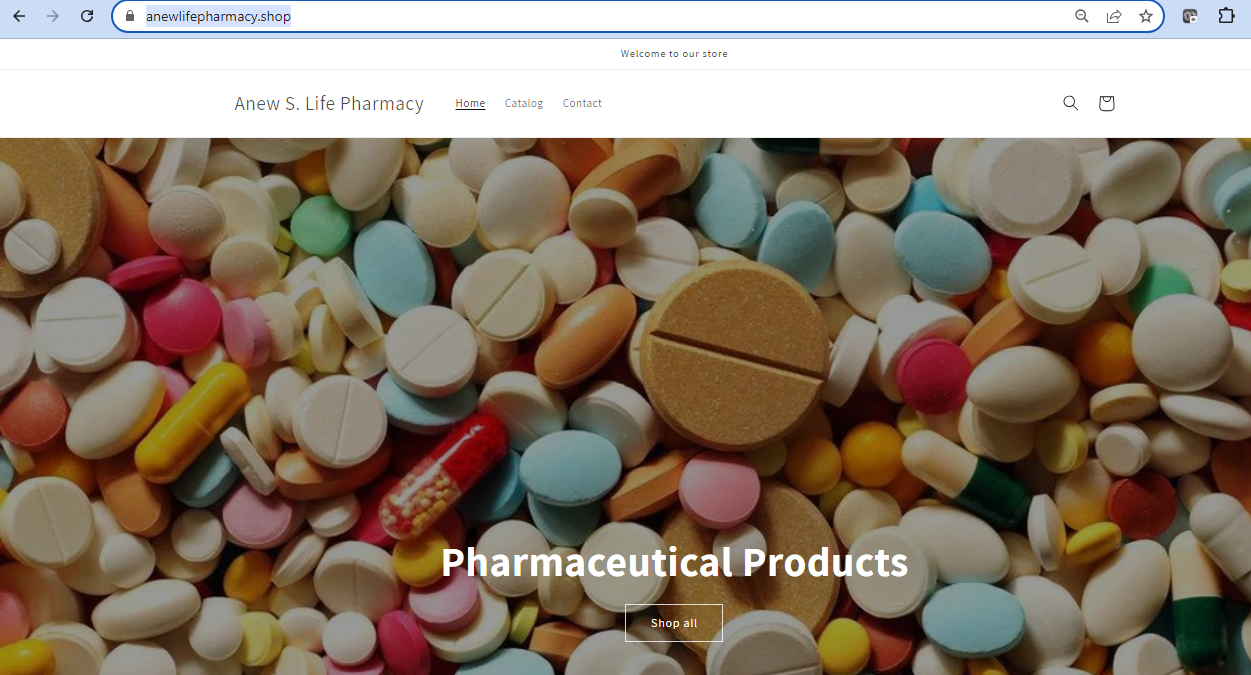 anewlifepharmacy.shop
Welcome to our store
Anew S. Life Pharmacy Home Catalog Contact
Pharmaceutical Products
Shop all